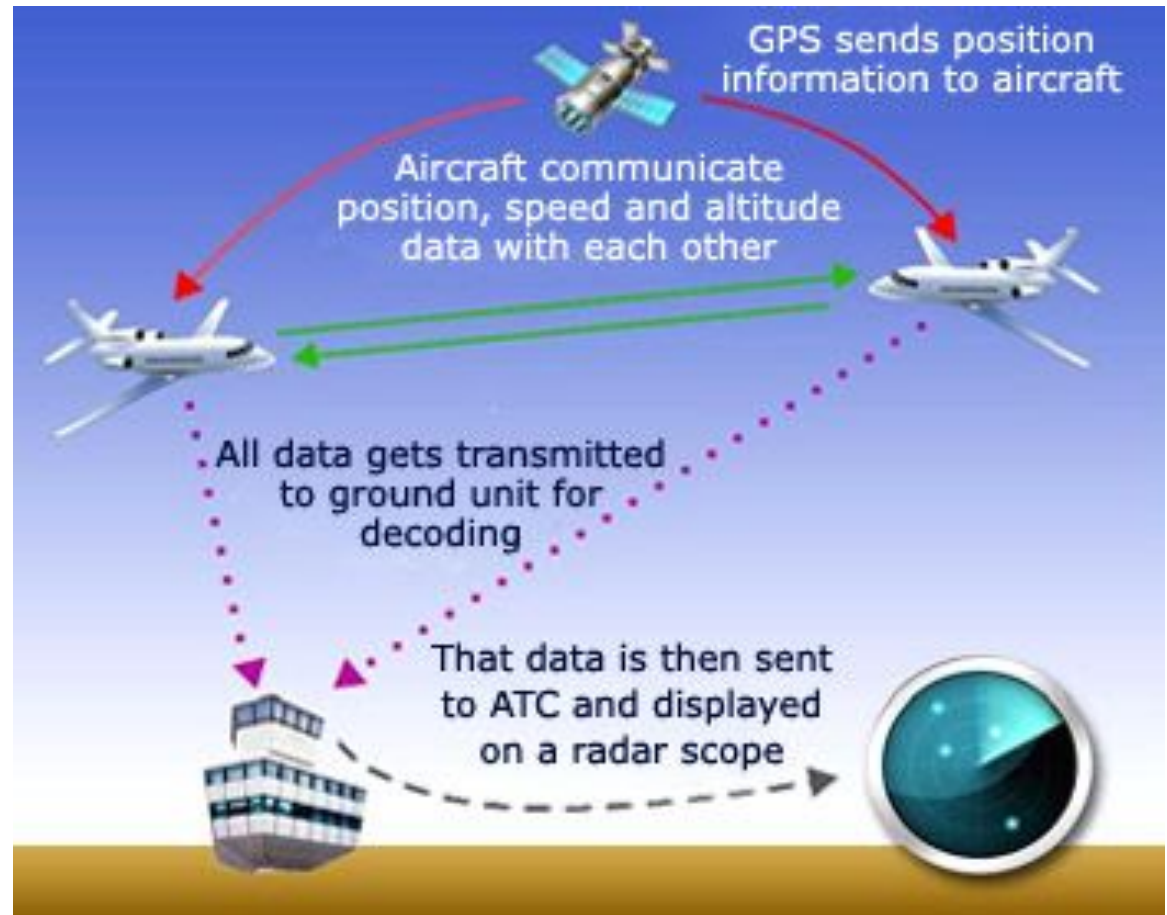 GPS sends position
information to aircraft
Aircraft communicate
position, speed and altitude
data with each other
All data gets transmitted
to ground unit for
decoding
That data is then sent
to ATC and displayed
on a radar scope